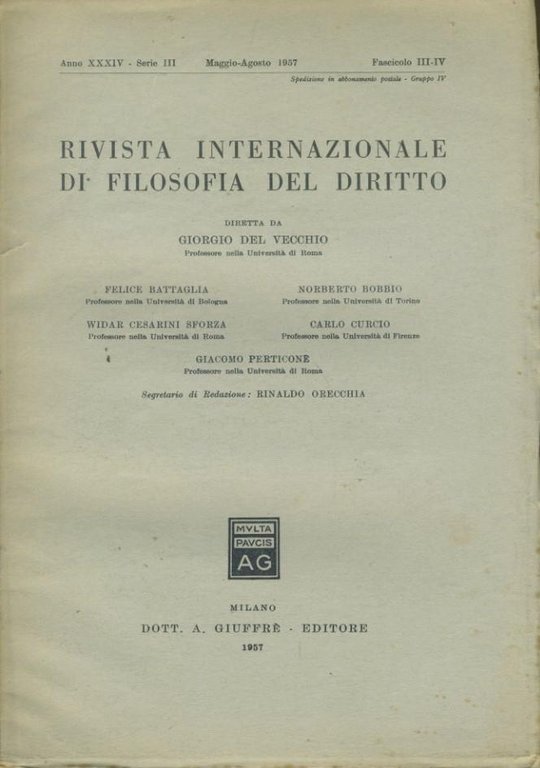 Anno XXXIV - Serie III Maggio-Agosto 1957 Fascicolo III-IV
Spedizione in abbonamento postale - Gruppo IV
RIVISTA INTERNAZIONALE
DI FILOSOFIA DEL DIRITTO
DIRETTA DA
GIORGIO DEL VECCHIO
Professore nella Università di Roma
FELICE BATTAGLIA NORBERTO BOBBIO
Professore nella Università di Bologna Professore nella Università di Torino
WIDAR CESARINI SFORZA CARLO CURCIO
Professore nella Università di Roma Professore nella Università di Firenze
GIACOMO PERTICONE
Professore nella Università di Roma
Segretario di Redazione: RINALDO ORECCHIA
MVLTA
PAVCIS
AG
MILANO
DOTT. A. GIUFFRÈ - EDITORE
1957